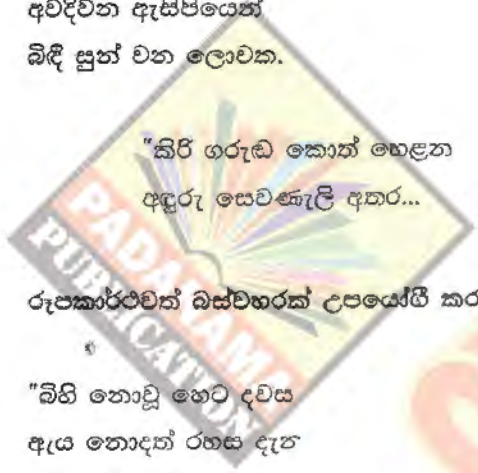 අවදිවන ඇසිපියෙන්
බිඳී සුන් වන ලොවක.
"කිරි ගරුඬ කොත් හෙළන
අඳුරු සෙවණැලි අතර...
රූපකාර්ථවත් බස්වහරක් උපයෝගී කර
"බිහි නොවූ හෙට දවස
ඇය නොදත් රහස දැන
PADANAMA
PUBLICATION